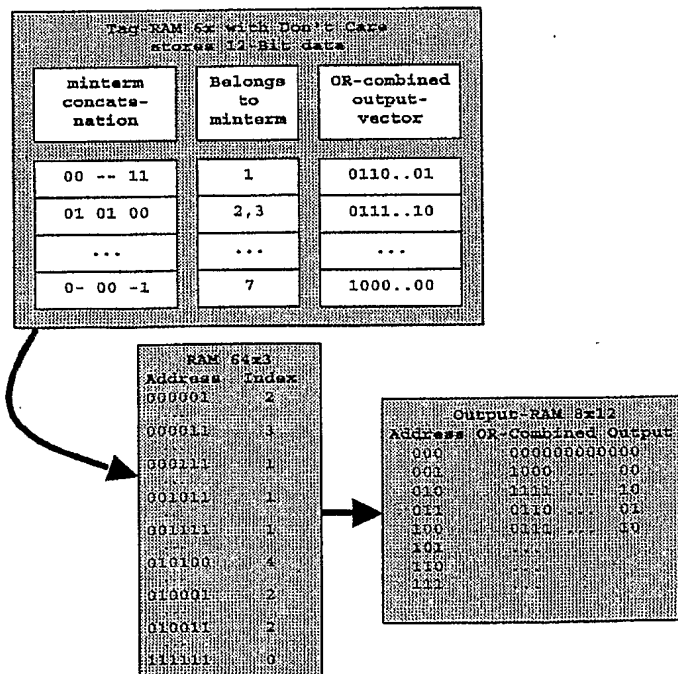 Tag-RAM 6x with Don't Care
stores 12-Bit data
minterm concate- nation
Belongs to minterm
OR-combined output- vector
00 -- 11 1 0110..01
01 01 00 2,3 0111..10
... ... ...
0- 00 -1 7 1000..00
RAM 64x3
Address Index
000001 2
...
000011 3
...
000111 1
...
001011 1
...
001111 1
...
010100 4
...
010001 2
...
010011 2
...
111111 0
Output-RAM 8x12
Address OR-Combined Output
000 000000000000
001 1000 ... 00
010 1111 ... 10
011 0110 ... 01
100 0111 ... 10
101 ...
110 ...
111 ...